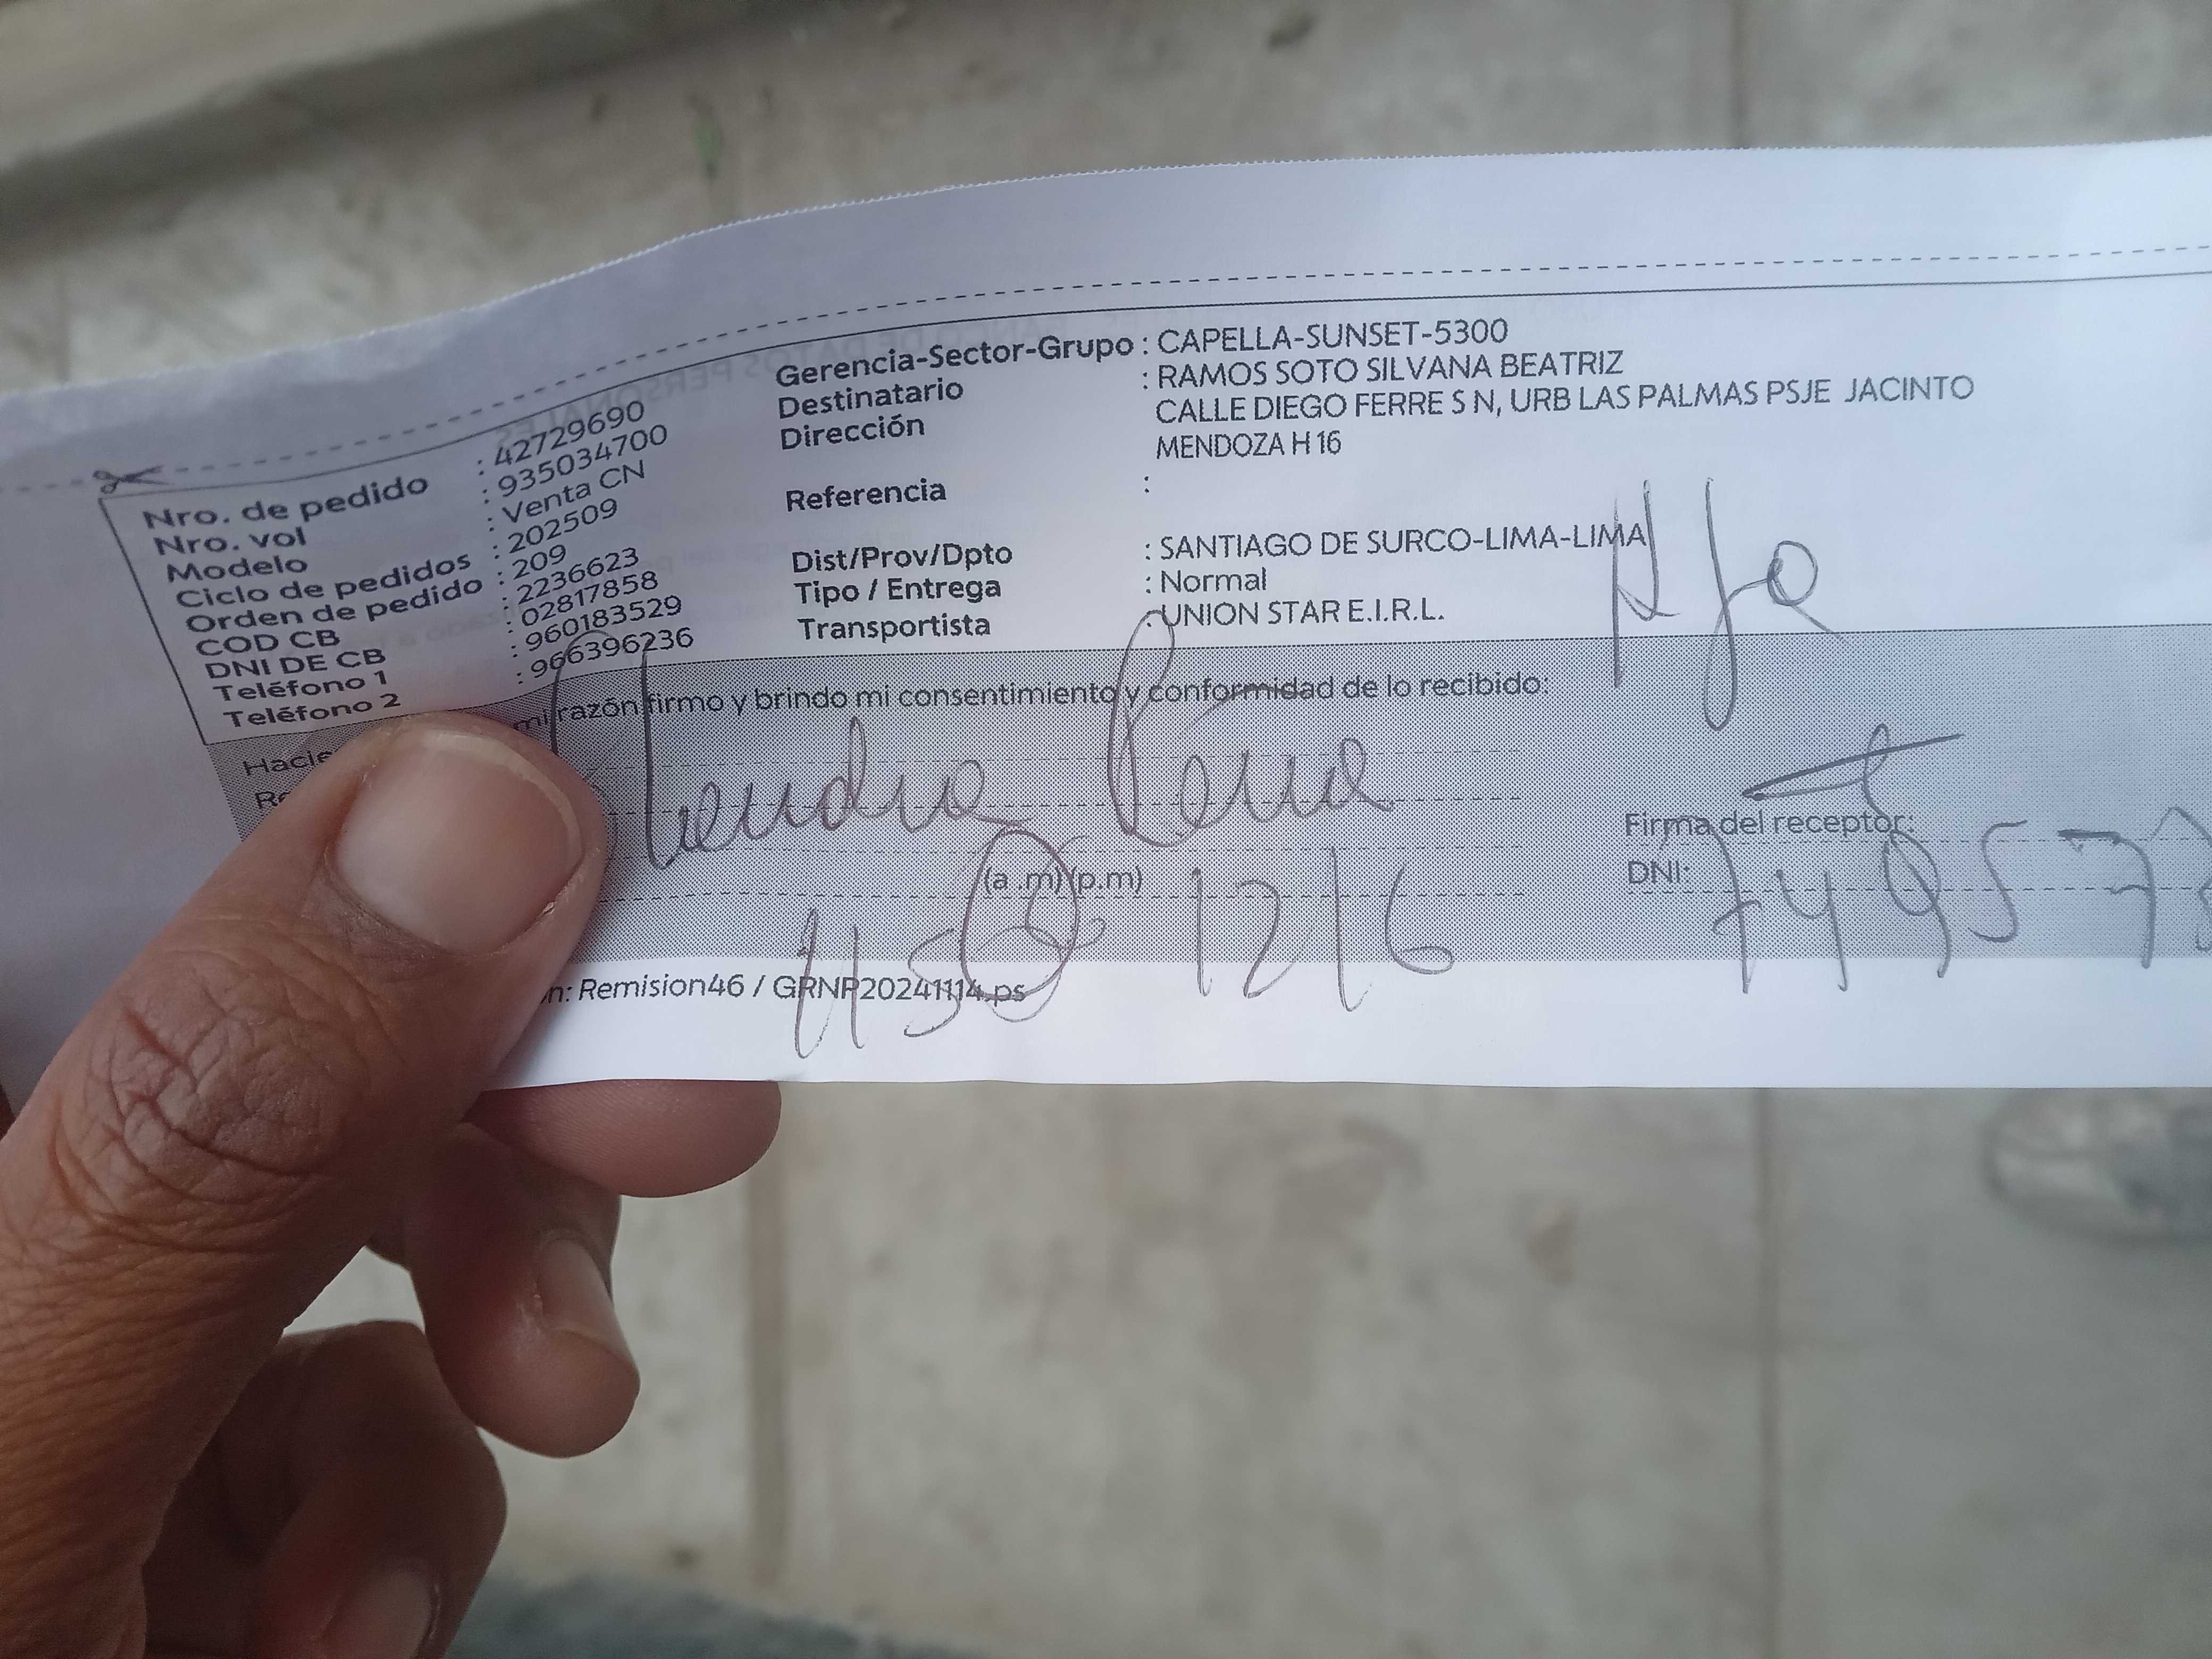 Nro. de pedido : 42729690
Nro. vol : 935034700
Modelo : Venta CN
Ciclo de pedidos : 202509
Orden de pedido : 209
COD CB : 2236623
DNI DE CB : 02817858
Teléfono 1 : 960183529
Teléfono 2 : 966396236
Gerencia-Sector-Grupo : CAPELLA-SUNSET-5300
Destinatario : RAMOS SOTO SILVANA BEATRIZ
Dirección CALLE DIEGO FERRE S N, URB LAS PALMAS PSJE JACINTO
MENDOZA H 16
Referencia :
Dist/Prov/Dpto : SANTIAGO DE SURCO-LIMA-LIMA
Tipo / Entrega : Normal
Transportista : UNION STAR E.I.R.L.
Hacie mi razón firmo y brindo mi consentimiento y conformidad de lo recibido:
Firma del receptor:
(a .m) (p.m)
DNI:
1150 12/6
n: Remision46 / GRNP20241114.ps